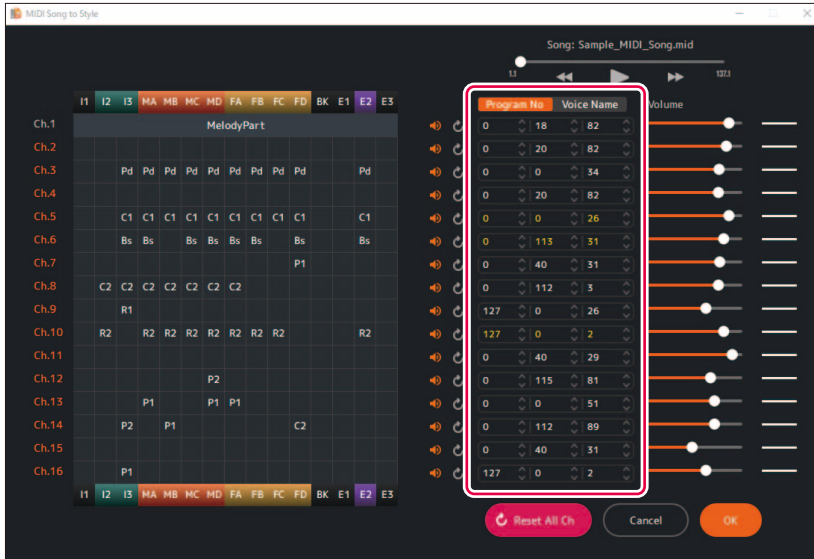 MIDI Song to Style
Song: Sample_MIDI_Song.mid
1.1 137.1
I1 I2 I3 MA MB MC MD FA FB FC FD BK E1 E2 E3 Program No Voice Name Volume
Ch.1 MelodyPart 0 18 82
Ch.2 0 20 82
Ch.3 Pd Pd Pd Pd Pd Pd Pd Pd Pd Pd 0 0 34
Ch.4 0 20 82
Ch.5 C1 C1 C1 C1 C1 C1 C1 C1 C1 C1 0 0 26
Ch.6 Bs Bs Bs Bs Bs Bs Bs Bs 0 113 31
Ch.7 P1 0 40 31
Ch.8 C2 C2 C2 C2 C2 C2 C2 0 112 3
Ch.9 R1 127 0 26
Ch.10 R2 R2 R2 R2 R2 R2 R2 R2 R2 127 0 2
Ch.11 0 40 29
Ch.12 P2 0 115 81
Ch.13 P1 P1 P1 0 0 51
Ch.14 P2 P1 C2 0 112 89
Ch.15 0 40 31
Ch.16 P1 127 0 2
I1 I2 I3 MA MB MC MD FA FB FC FD BK E1 E2 E3
Reset All Ch Cancel OK